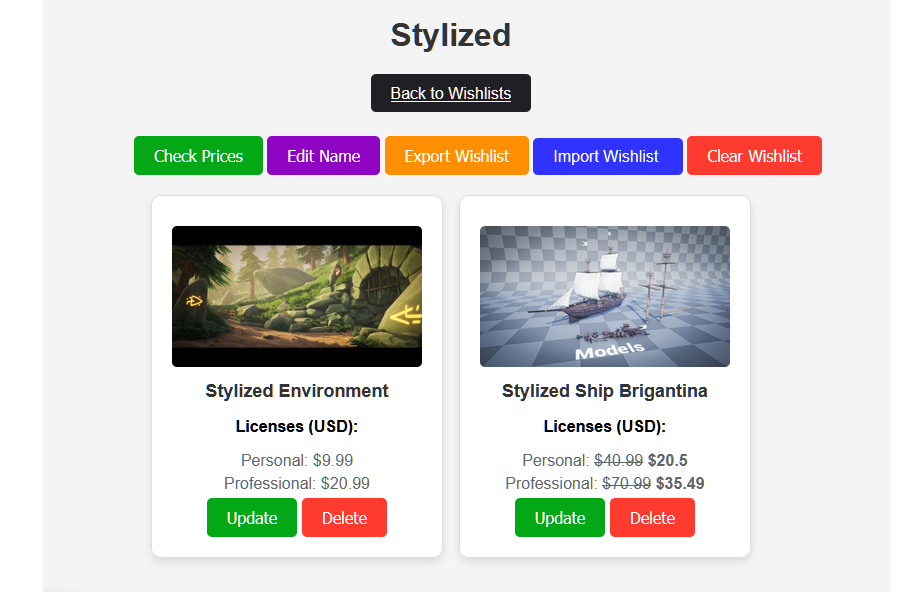 Stylized
Back to Wishlists
Check Prices Edit Name Export Wishlist Import Wishlist Clear Wishlist
Models
Stylized Environment
Licenses (USD):
Personal: $9.99
Professional: $20.99
Update Delete
Stylized Ship Brigantina
Licenses (USD):
Personal: $40.99 $20.5
Professional: $70.99 $35.49
Update Delete